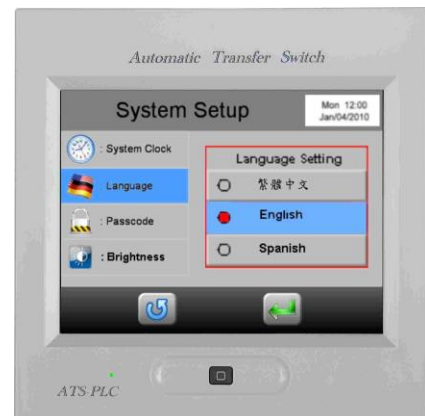 Automatic Transfer Switch
System Setup
Mon 12:00
Jan/04/2010
: System Clock
Language
: Passcode
: Brightness
Language Setting
繁體中文
English
Spanish
ATS-PLC